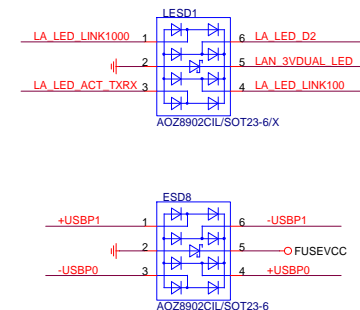 LESD1
LA_LED_LINK1000 1 6 LA_LED_D2
2 5 LAN_3VDUAL_LED
LA_LED_ACT_TXRX 3 4 LA_LED_LINK100
AOZ8902CIL/SOT23-6/X
ESD8
+USBP1 1 6 -USBP1
2 5 FUSEVCC
-USBP0 3 4 +USBP0
AOZ8902CIL/SOT23-6